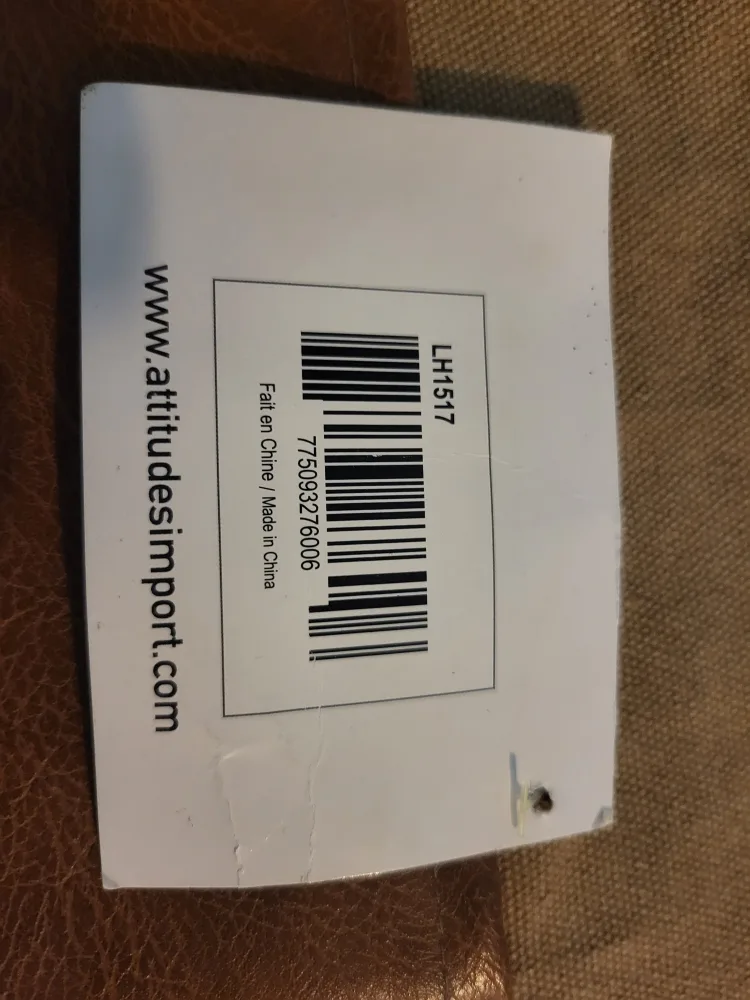 LH1517
775093276006
Fait en Chine / Made in China
www.attitudesimport.com